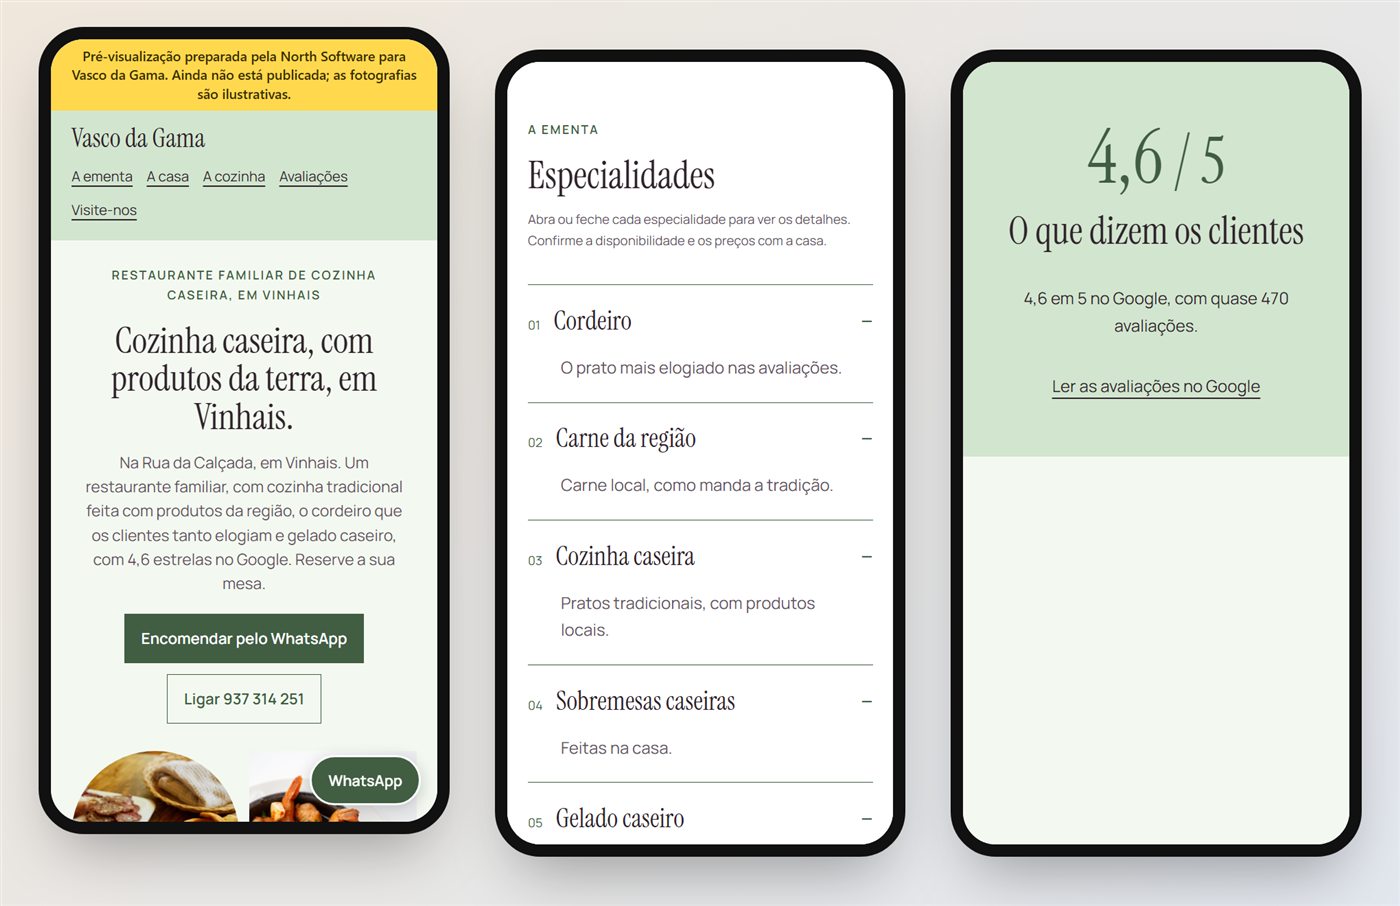 Pré-visualização preparada pela North Software para
Vasco da Gama. Ainda não está publicada; as fotografias
são ilustrativas.
Vasco da Gama
A ementa A casa A cozinha Avaliações
Visite-nos
RESTAURANTE FAMILIAR DE COZINHA
CASEIRA, EM VINHAIS
Cozinha caseira, com
produtos da terra, em
Vinhais.
Na Rua da Calçada, em Vinhais. Um
restaurante familiar, com cozinha tradicional
feita com produtos da região, o cordeiro que
os clientes tanto elogiam e gelado caseiro,
com 4,6 estrelas no Google. Reserve a sua
mesa.
Encomendar pelo WhatsApp
Ligar 937 314 251
WhatsApp
A EMENTA
Especialidades
Abra ou feche cada especialidade para ver os detalhes.
Confirme a disponibilidade e os preços com a casa.
01 Cordeiro –
O prato mais elogiado nas avaliações.
02 Carne da região –
Carne local, como manda a tradição.
03 Cozinha caseira –
Pratos tradicionais, com produtos
locais.
04 Sobremesas caseiras –
Feitas na casa.
05 Gelado caseiro –
4,6 / 5
O que dizem os clientes
4,6 em 5 no Google, com quase 470
avaliações.
Ler as avaliações no Google